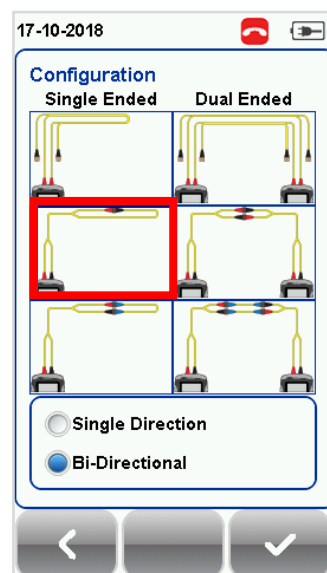 17-10-2018
Configuration
Single Ended Dual Ended
Single Direction
Bi-Directional